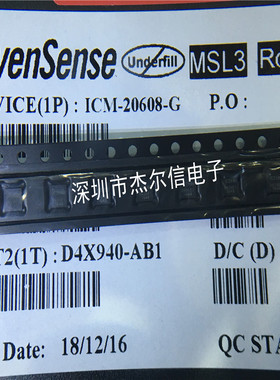 venSense Underfill MSL3 Ro
VICE(1P) : ICM-20608-G P.O :
深圳市杰尔信电子
T2(1T) : D4X940-AB1 D/C (D)
Date: 18/12/16 QC STA